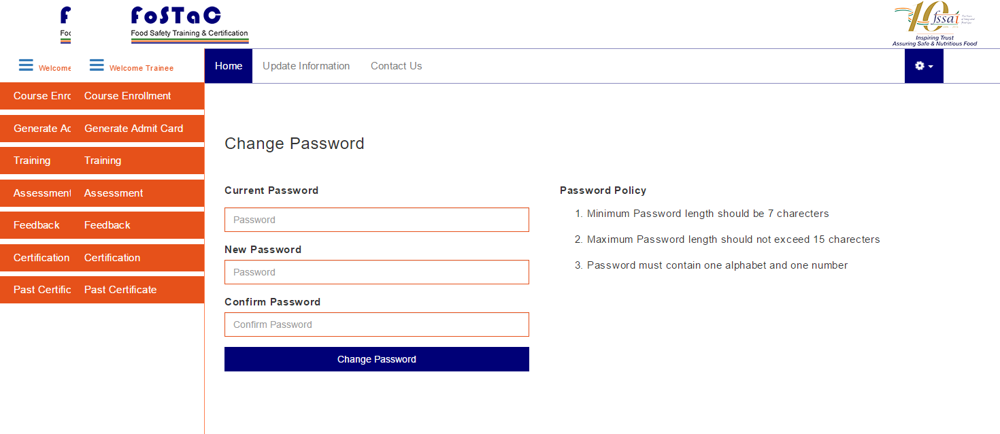 FoSTaC
Food Safety Training & Certification
fssai
Inspiring Trust
Assuring Safe & Nutritious Food
Welcome
Welcome Trainee
Home
Update Information
Contact Us
Course Enro
Course Enrollment
Generate Ad
Generate Admit Card
Training
Training
Assessment
Assessment
Feedback
Feedback
Certification
Certification
Past Certific
Past Certificate
Change Password
Current Password
Password
New Password
Password
Confirm Password
Confirm Password
Change Password
Password Policy
1. Minimum Password length should be 7 charecters
2. Maximum Password length should not exceed 15 charecters
3. Password must contain one alphabet and one number